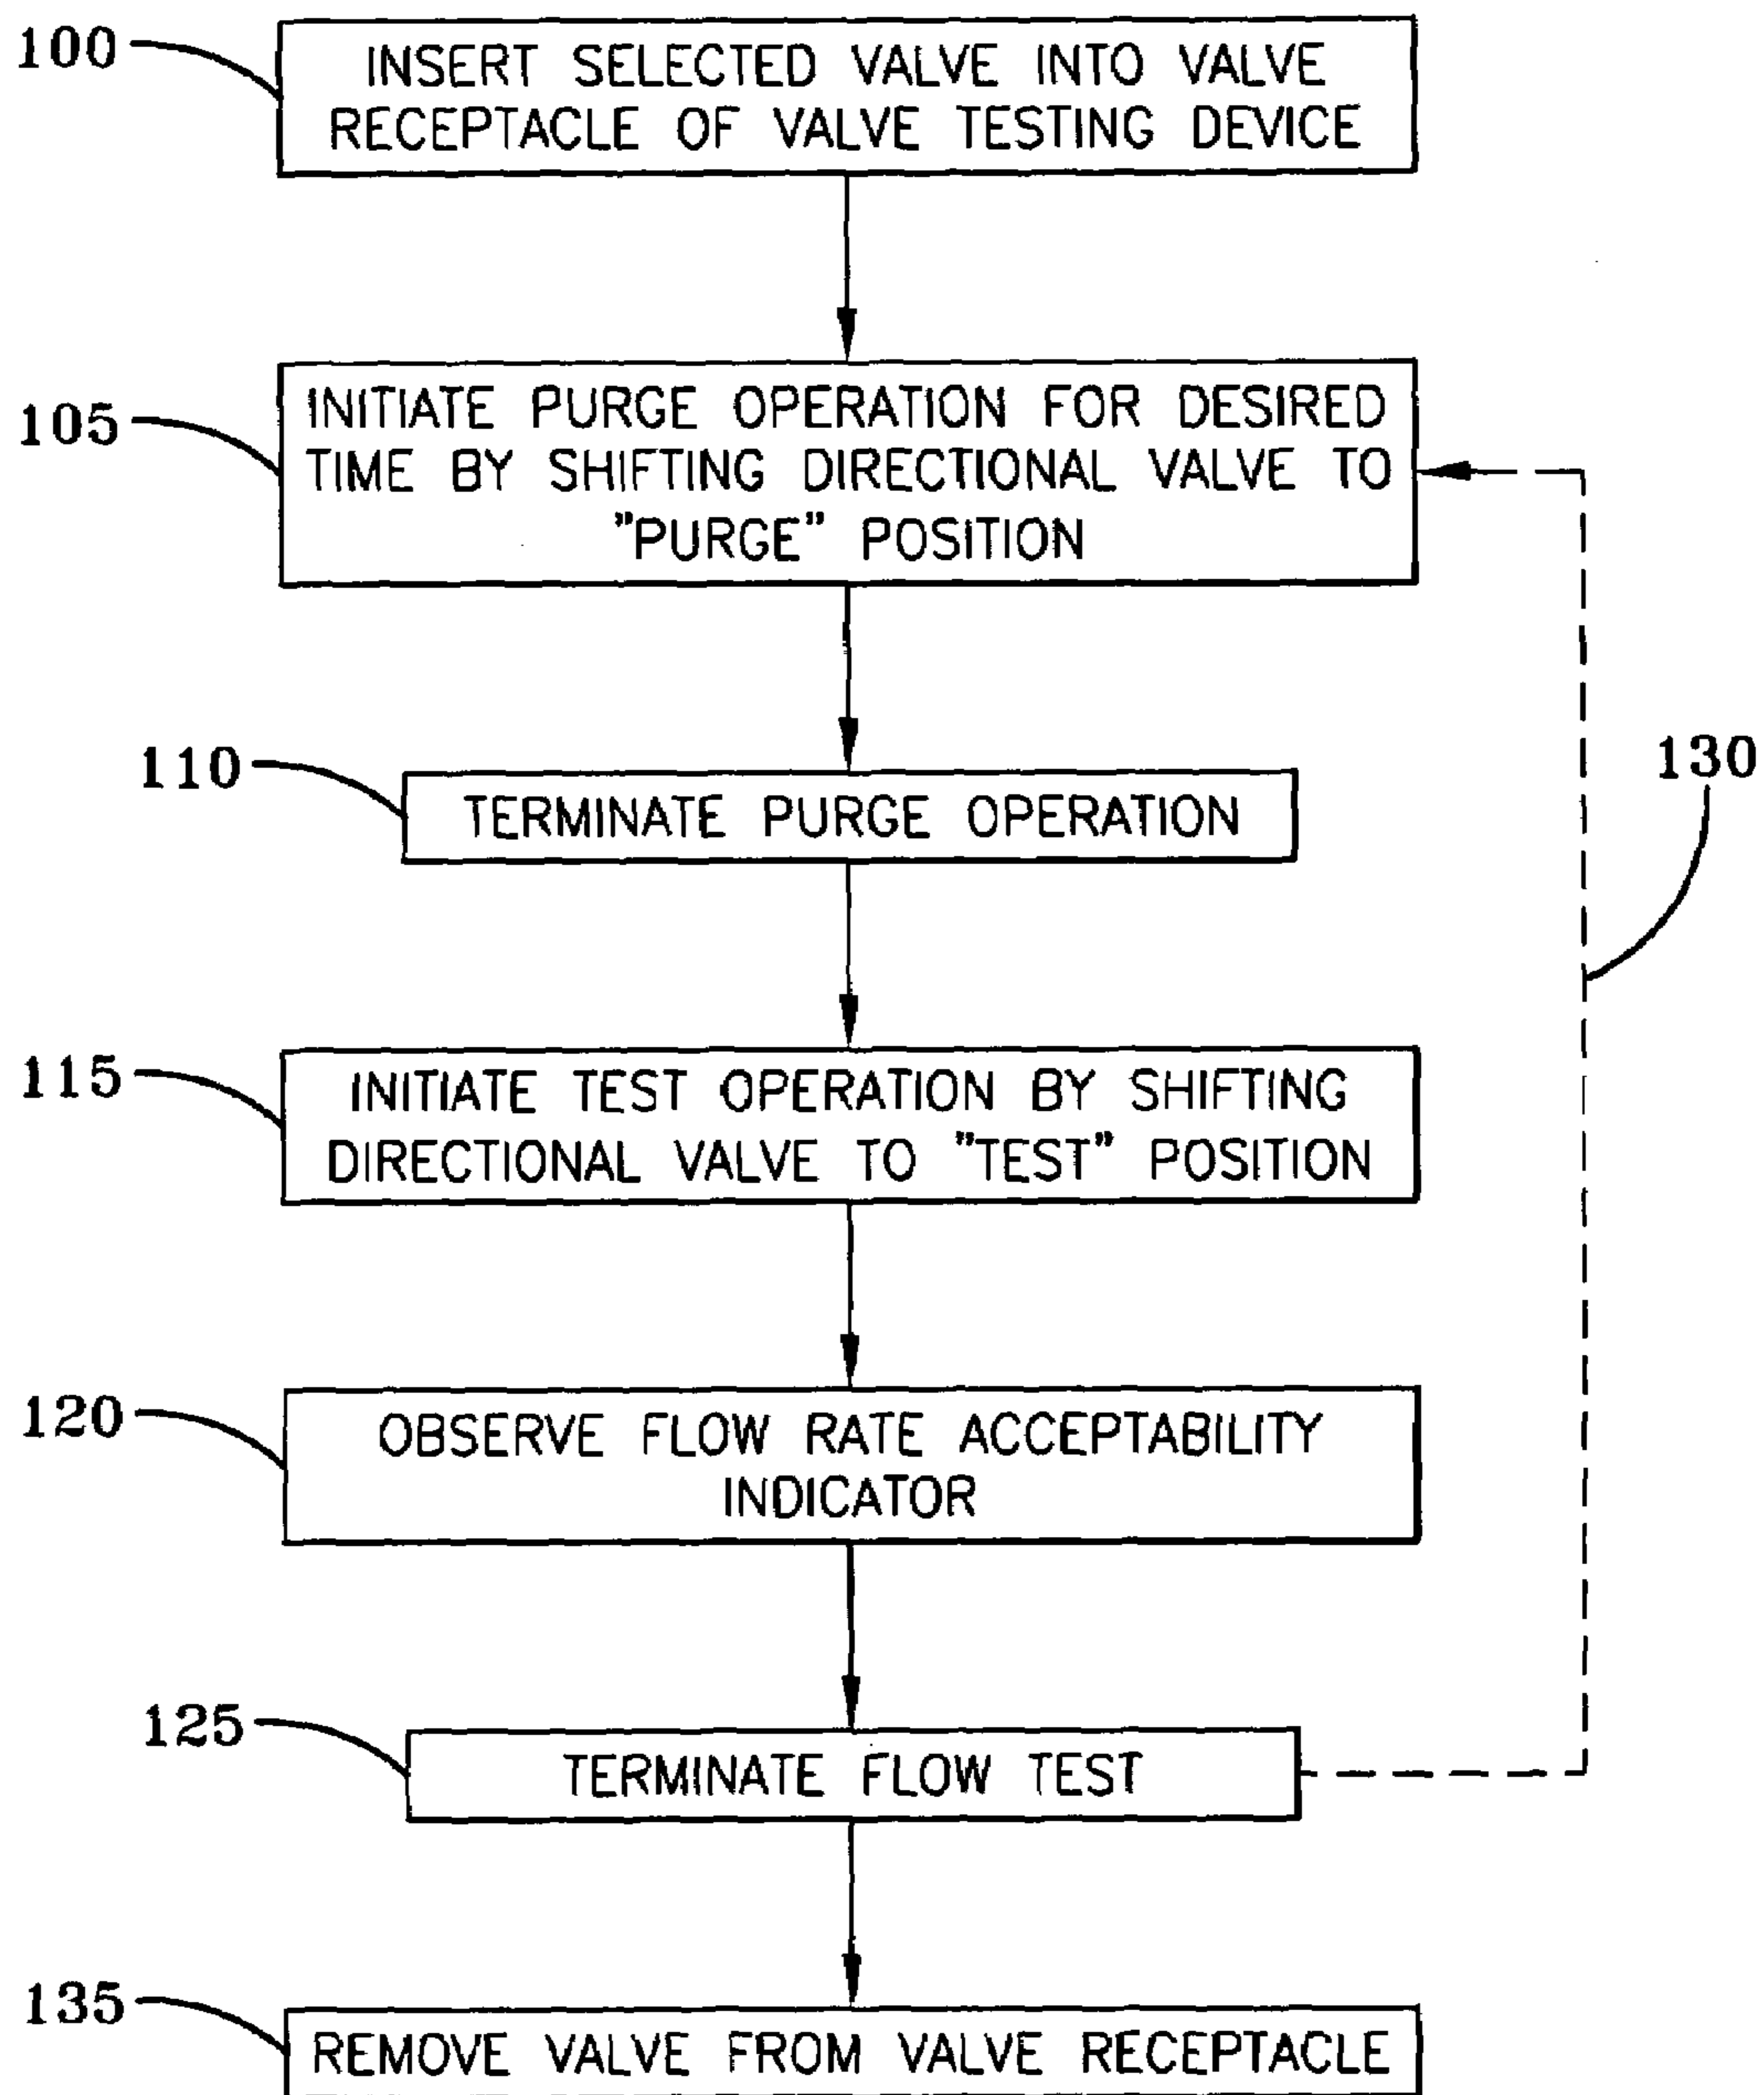 100
INSERT SELECTED VALVE INTO VALVE
RECEPTACLE OF VALVE TESTING DEVICE
105
INITIATE PURGE OPERATION FOR DESIRED
TIME BY SHIFTING DIRECTIONAL VALVE TO
"PURGE" POSITION
110
TERMINATE PURGE OPERATION
130
115
INITIATE TEST OPERATION BY SHIFTING
DIRECTIONAL VALVE TO "TEST" POSITION
120
OBSERVE FLOW RATE ACCEPTABILITY
INDICATOR
125
TERMINATE FLOW TEST
135
REMOVE VALVE FROM VALVE RECEPTACLE